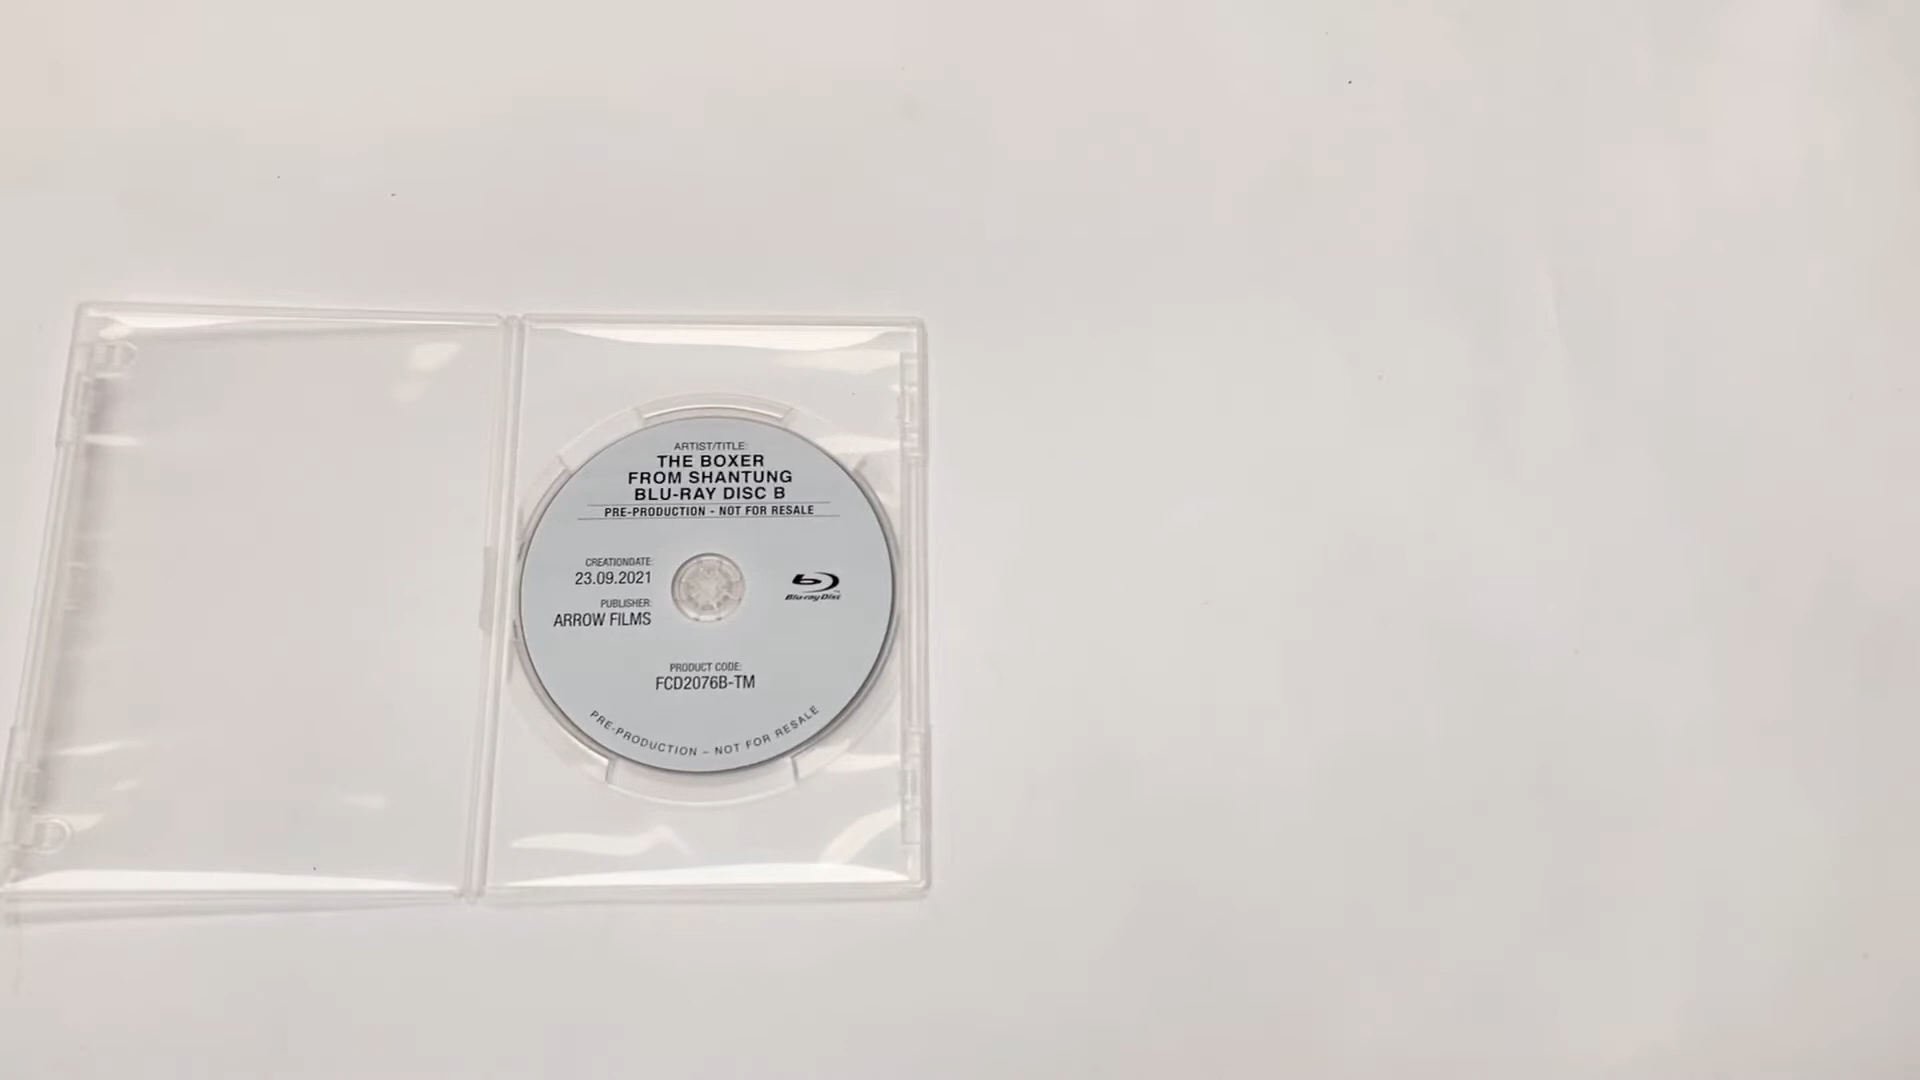 ARTIST/TITLE:
THE BOXER
FROM SHANTUNG
BLU-RAY DISC B
PRE-PRODUCTION - NOT FOR RESALE
CREATIONDATE:
23.09.2021
PUBLISHER:
ARROW FILMS
Blu-ray Disc
PRODUCT CODE:
FCD2076B-TM
PRE-PRODUCTION – NOT FOR RESALE